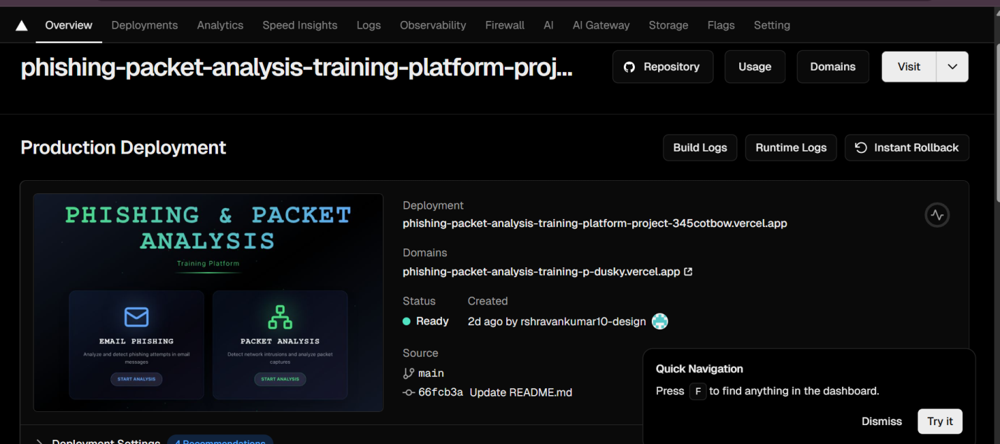 Overview Deployments Analytics Speed Insights Logs Observability Firewall AI AI Gateway Storage Flags Setting
phishing-packet-analysis-training-platform-proj...
Repository Usage Domains Visit
Production Deployment
Build Logs Runtime Logs Instant Rollback
PHISHING & PACKET
ANALYSIS
Training Platform
EMAIL PHISHING
Analyze and detect phishing attempts in email
messages
START ANALYSIS
PACKET ANALYSIS
Detect network intrusions and analyze packet
captures
START ANALYSIS
Deployment
phishing-packet-analysis-training-platform-project-345cotbow.vercel.app
Domains
phishing-packet-analysis-training-p-dusky.vercel.app
Status Created
Ready 2d ago by rshravankumar10-design
Source
main
66fcb3a Update README.md
Quick Navigation
Press F to find anything in the dashboard.
Dismiss Try it
Deployment Settings 4 Recommendations